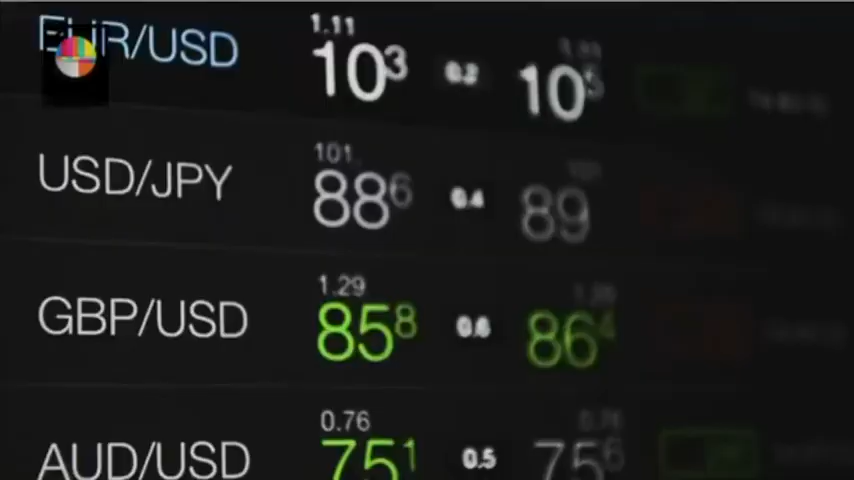 EUR/USD 1.11 10³ 0.2 10⁵
USD/JPY 101. 88⁶ 0.4 89
GBP/USD 1.29 85⁸ 0.6 86⁴
AUD/USD 0.76 75¹ 0.5 75⁶